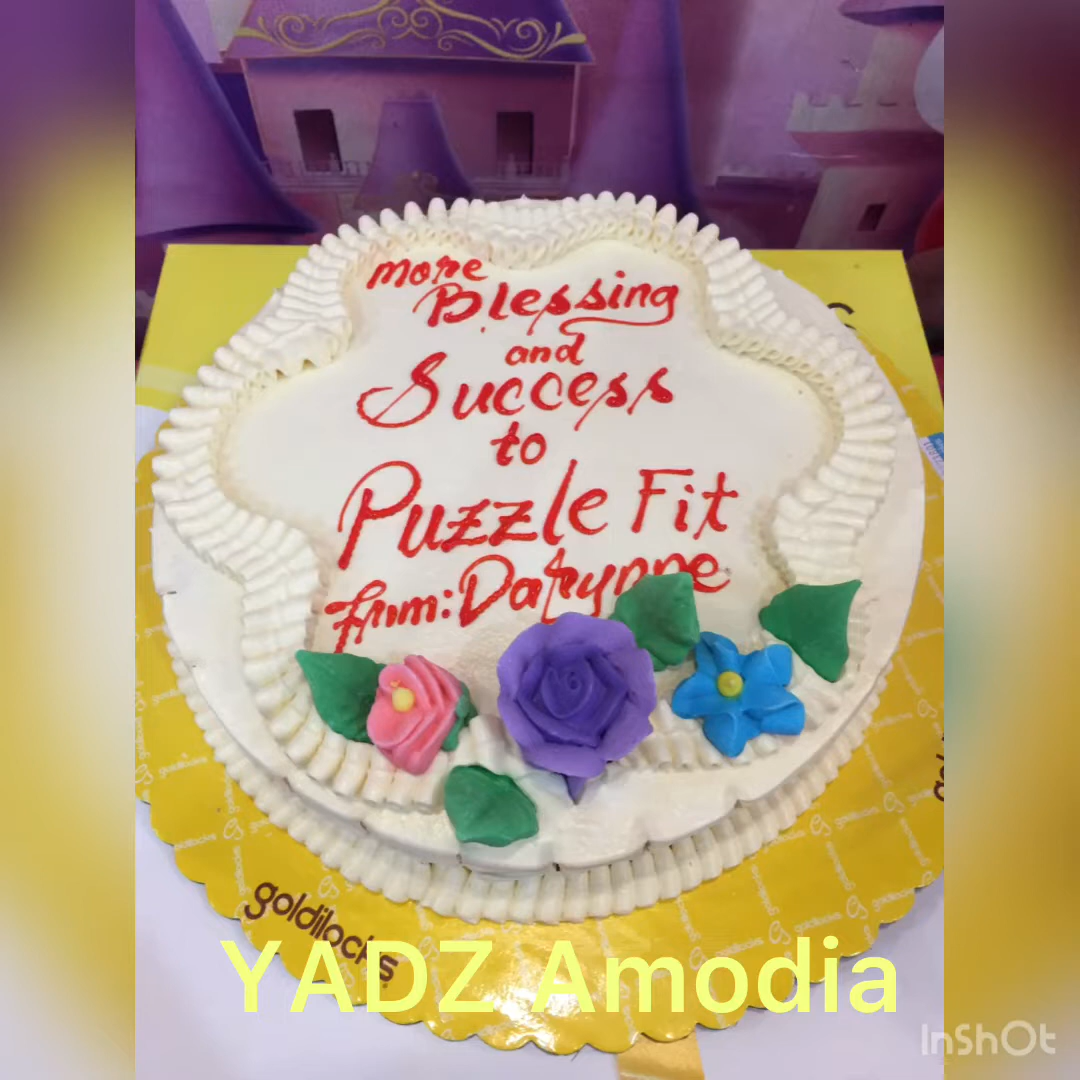 more
Blessing
and
Success
to
Puzzle Fit
from: Darynne
goldilocks
YADZ Amodia
InShOt